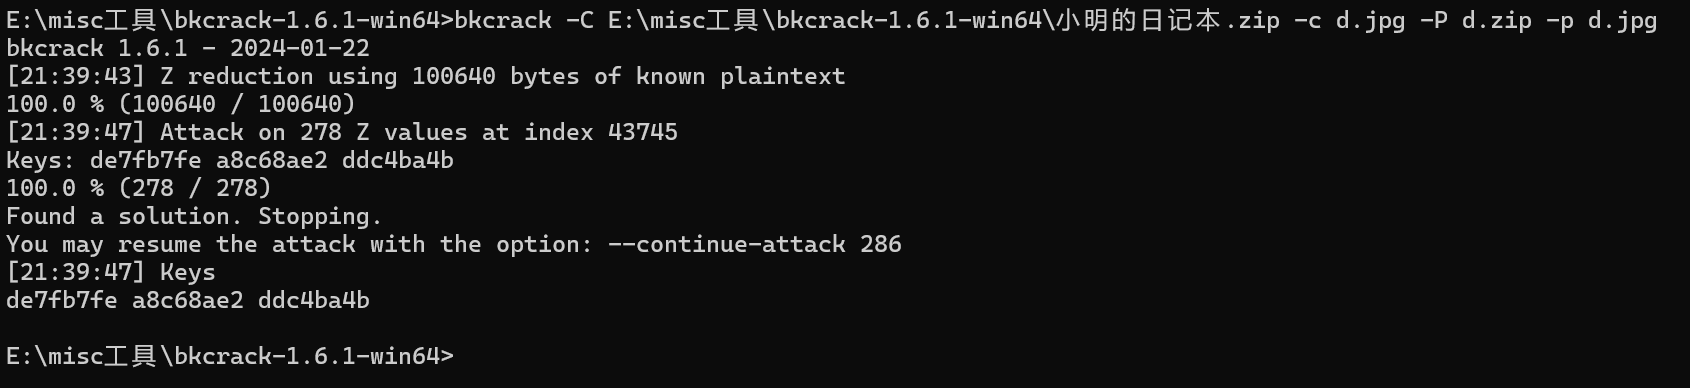 E:\misc工具\bkcrack-1.6.1-win64>bkcrack -C E:\misc工具\bkcrack-1.6.1-win64\小明的日记本.zip -c d.jpg -P d.zip -p d.jpg
bkcrack 1.6.1 - 2024-01-22
[21:39:43] Z reduction using 100640 bytes of known plaintext
100.0 % (100640 / 100640)
[21:39:47] Attack on 278 Z values at index 43745
Keys: de7fb7fe a8c68ae2 ddc4ba4b
100.0 % (278 / 278)
Found a solution. Stopping.
You may resume the attack with the option: --continue-attack 286
[21:39:47] Keys
de7fb7fe a8c68ae2 ddc4ba4b
E:\misc工具\bkcrack-1.6.1-win64>